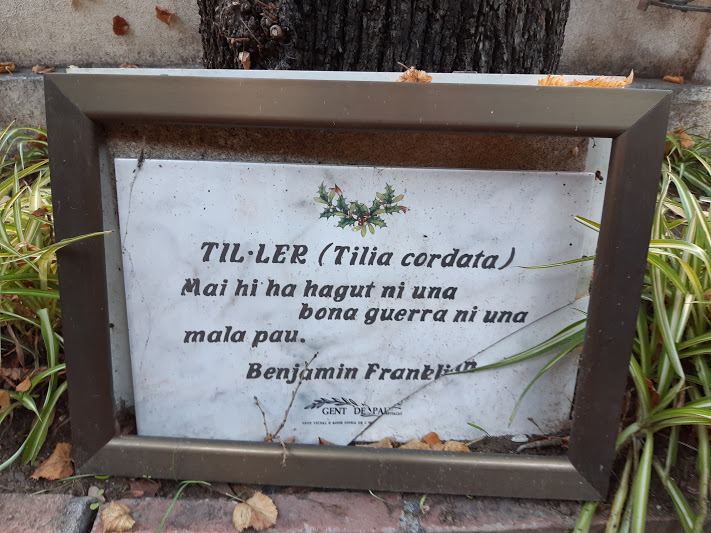 TIL·LER (Tilia cordata)
Mai hi ha hagut ni una
bona guerra ni una
mala pau.
Benjamin Franklin
GENT DE PAU